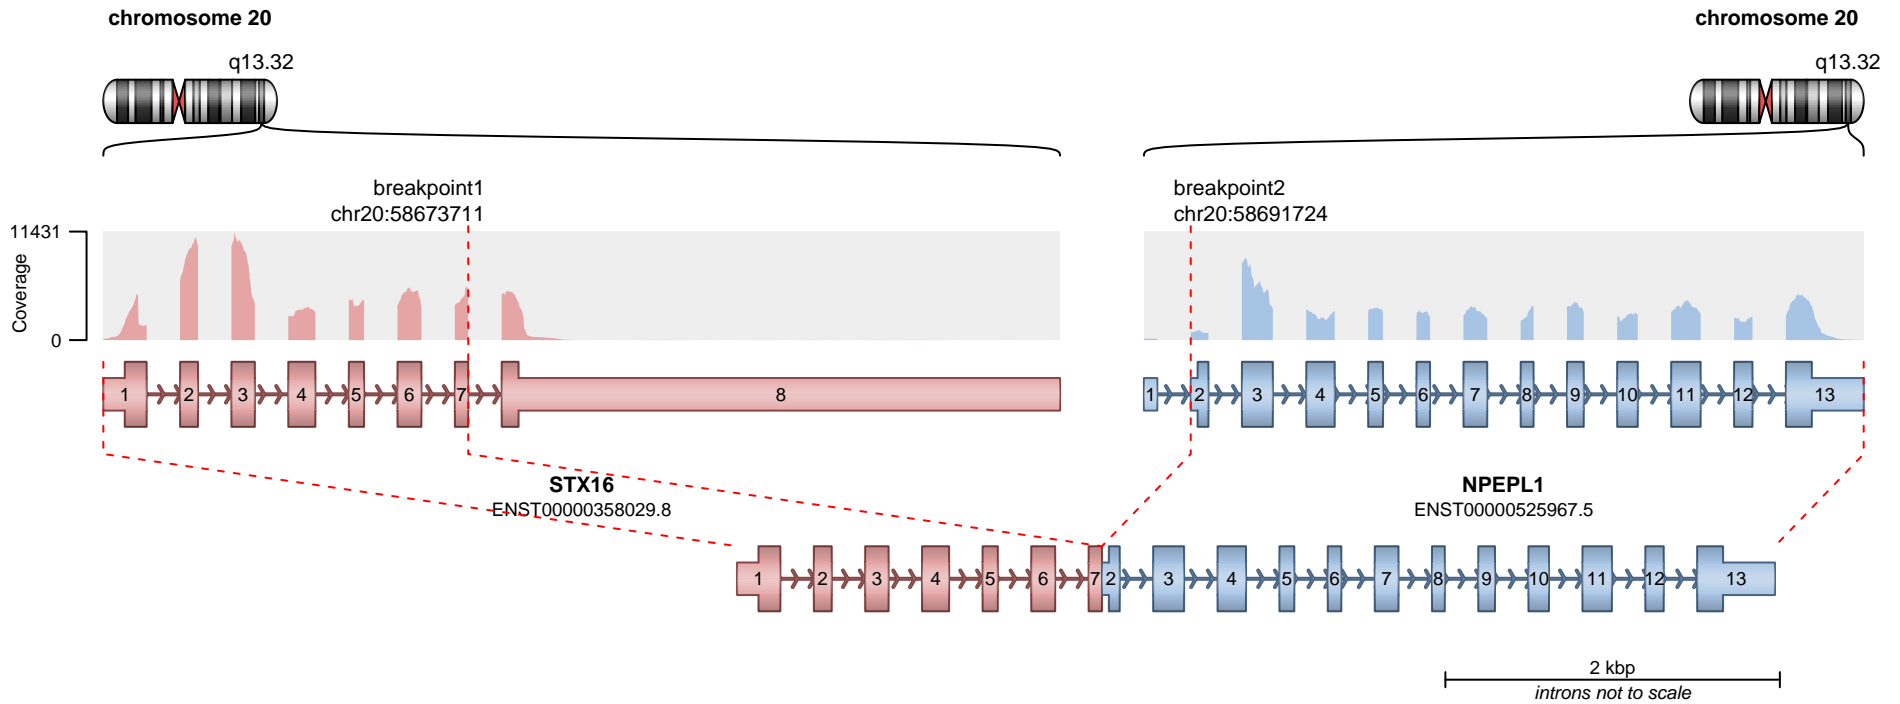 chromosome 20
chromosome 20
q13.32
q13.32
breakpoint1
chr20:58673711
breakpoint2
chr20:58691724
11431
Coverage
0
1 2 3 4 5 6 7 8
1 2 3 4 5 6 7 8 9 10 11 12 13
STX16
ENST00000358029.8
NPEPL1
ENST00000525967.5
1 2 3 4 5 6 7 2 3 4 5 6 7 8 9 10 11 12 13
2 kbp
introns not to scale